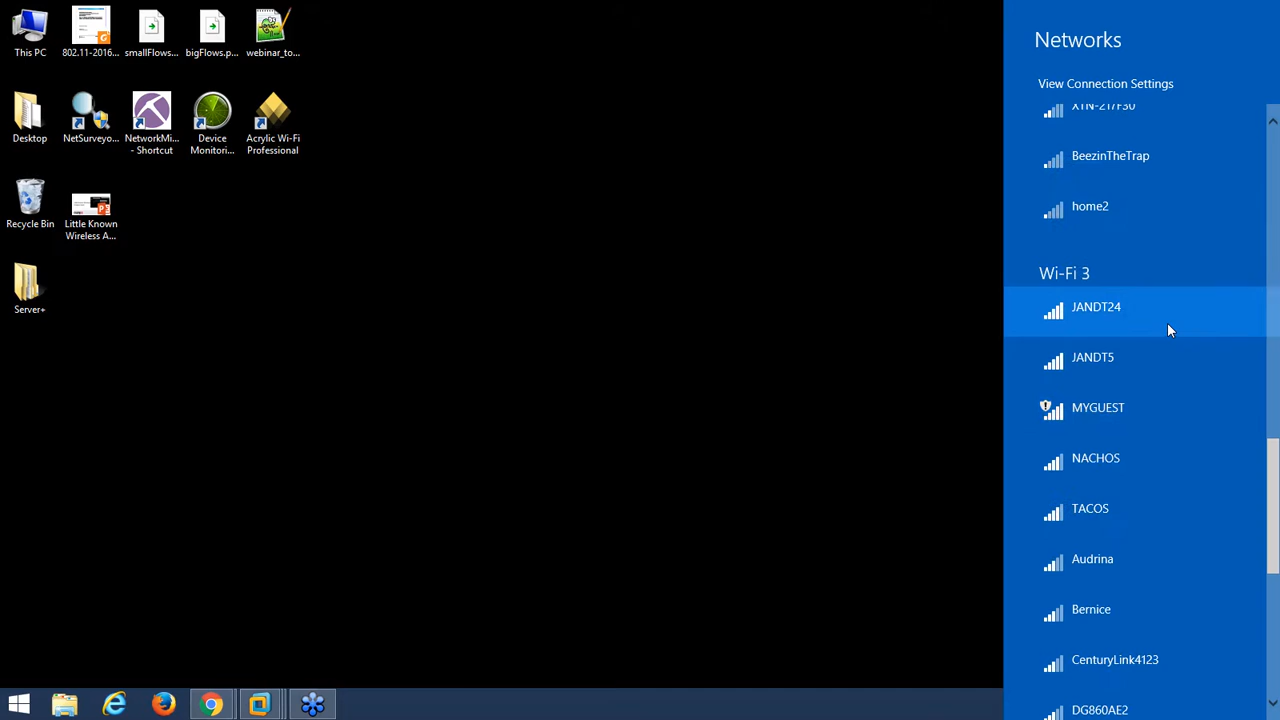 This PC
802.11-2016...
smallFlows...
bigFlows.p...
webinar_to...
Desktop
NetSurveyo...
NetworkMi...
- Shortcut
Device
Monitori...
Acrylic Wi-Fi
Professional
Recycle Bin
Little Known
Wireless A...
Server+
Networks
View Connection Settings
XTN-217F30
BeezinTheTrap
home2
Wi-Fi 3
JANDT24
JANDT5
MYGUEST
NACHOS
TACOS
Audrina
Bernice
CenturyLink4123
DG860AE2